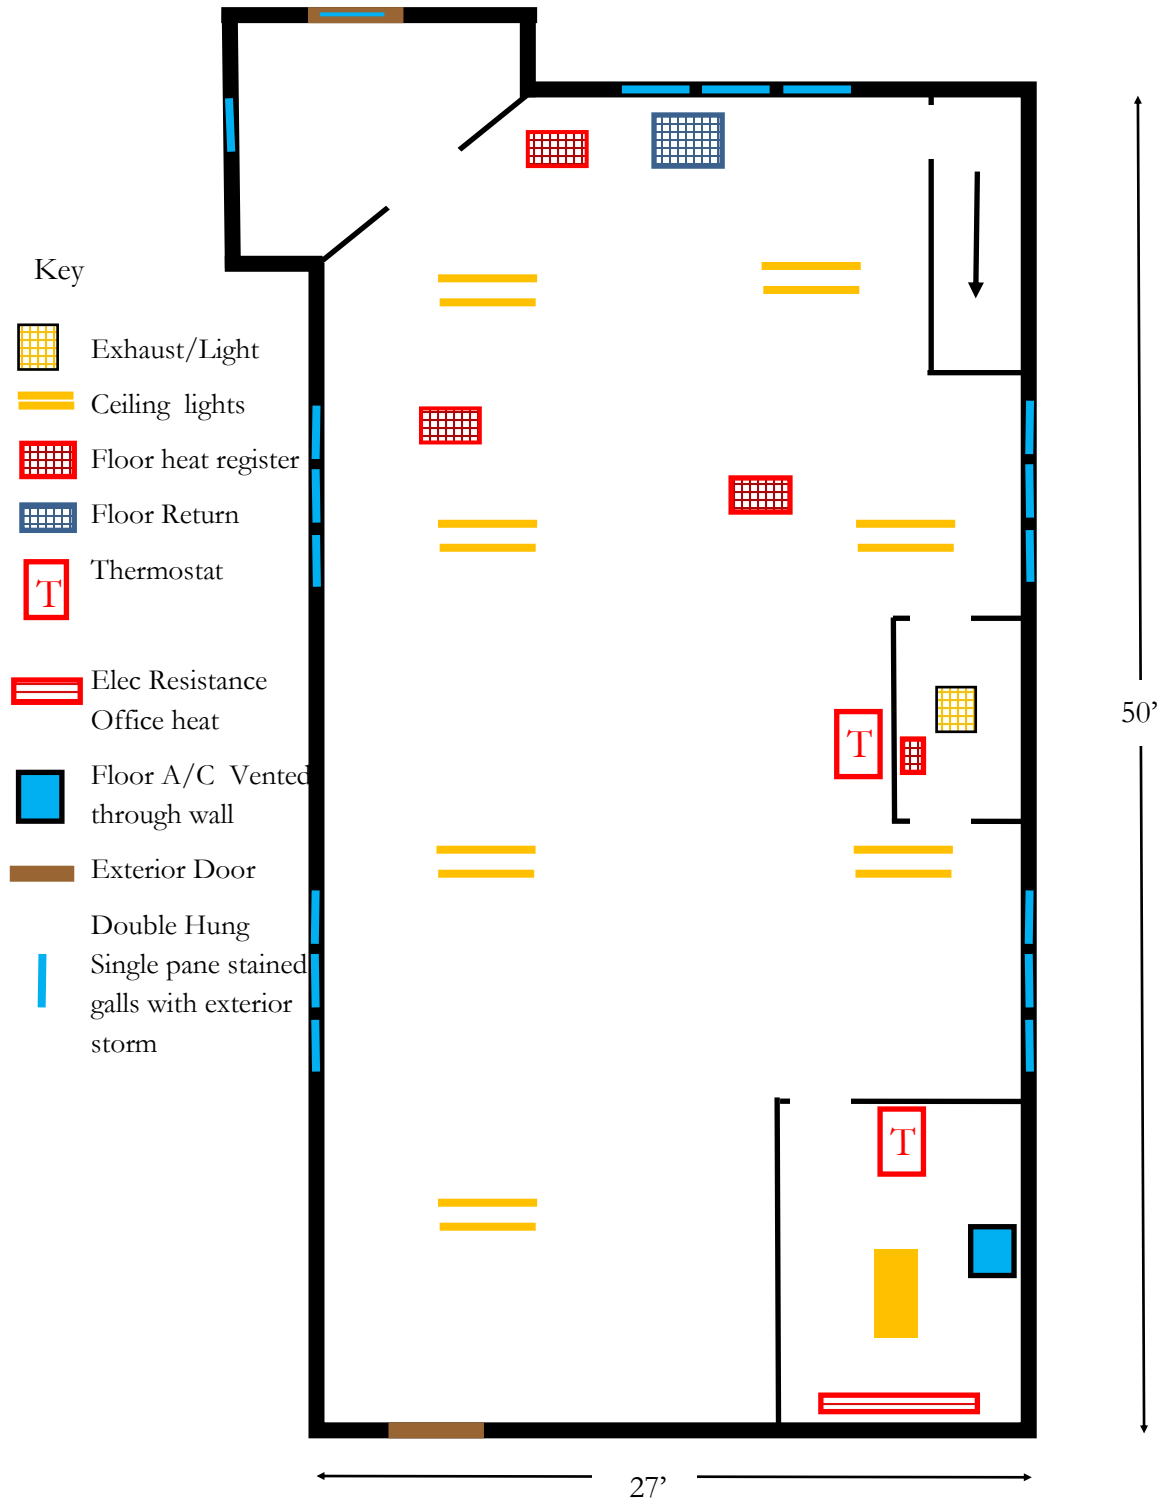 Key
Exhaust/Light
Ceiling lights
Floor heat register
Floor Return
T
Thermostat
Elec Resistance
Office heat
Floor A/C Vented
through wall
Exterior Door
Double Hung
Single pane stained
galls with exterior
storm
T
T
50’
27’